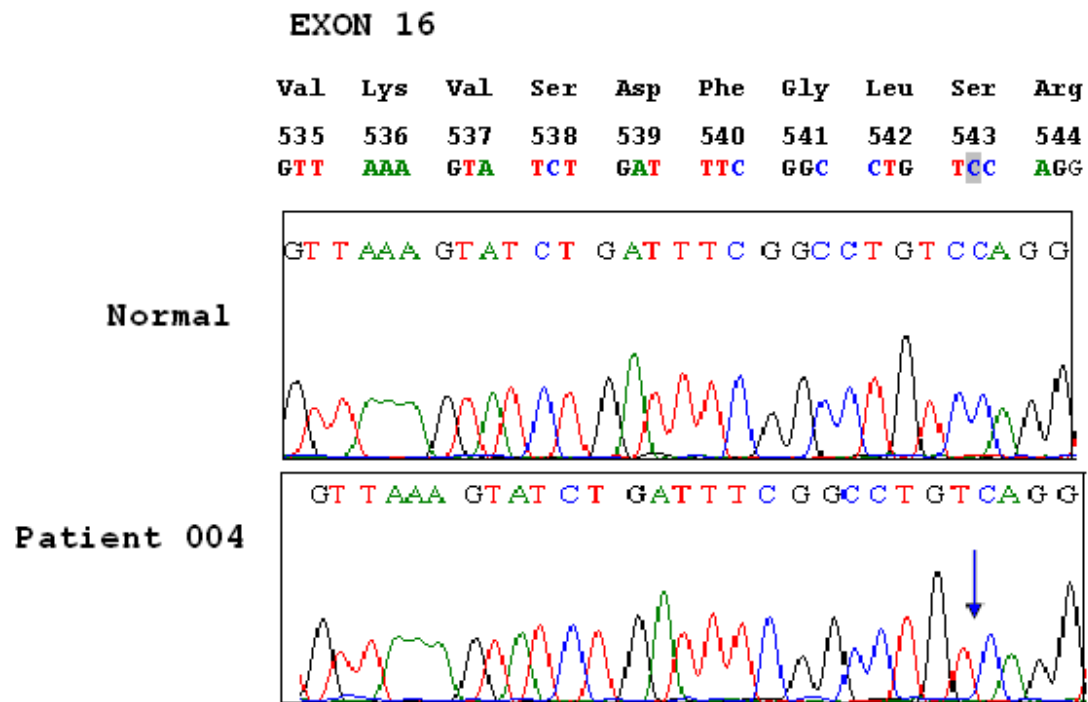 EXON 16
Val Lys Val Ser Asp Phe Gly Leu Ser Arg
535 536 537 538 539 540 541 542 543 544
GTT AAA GTA TCT GAT TTC GGC CTG TCC AGG
GTTAAAGTATCTGATTTCGGCCTGTCCAGG
Normal
GTTAAAGTATCTGATTTCGGCCTGTCAGG
Patient 004